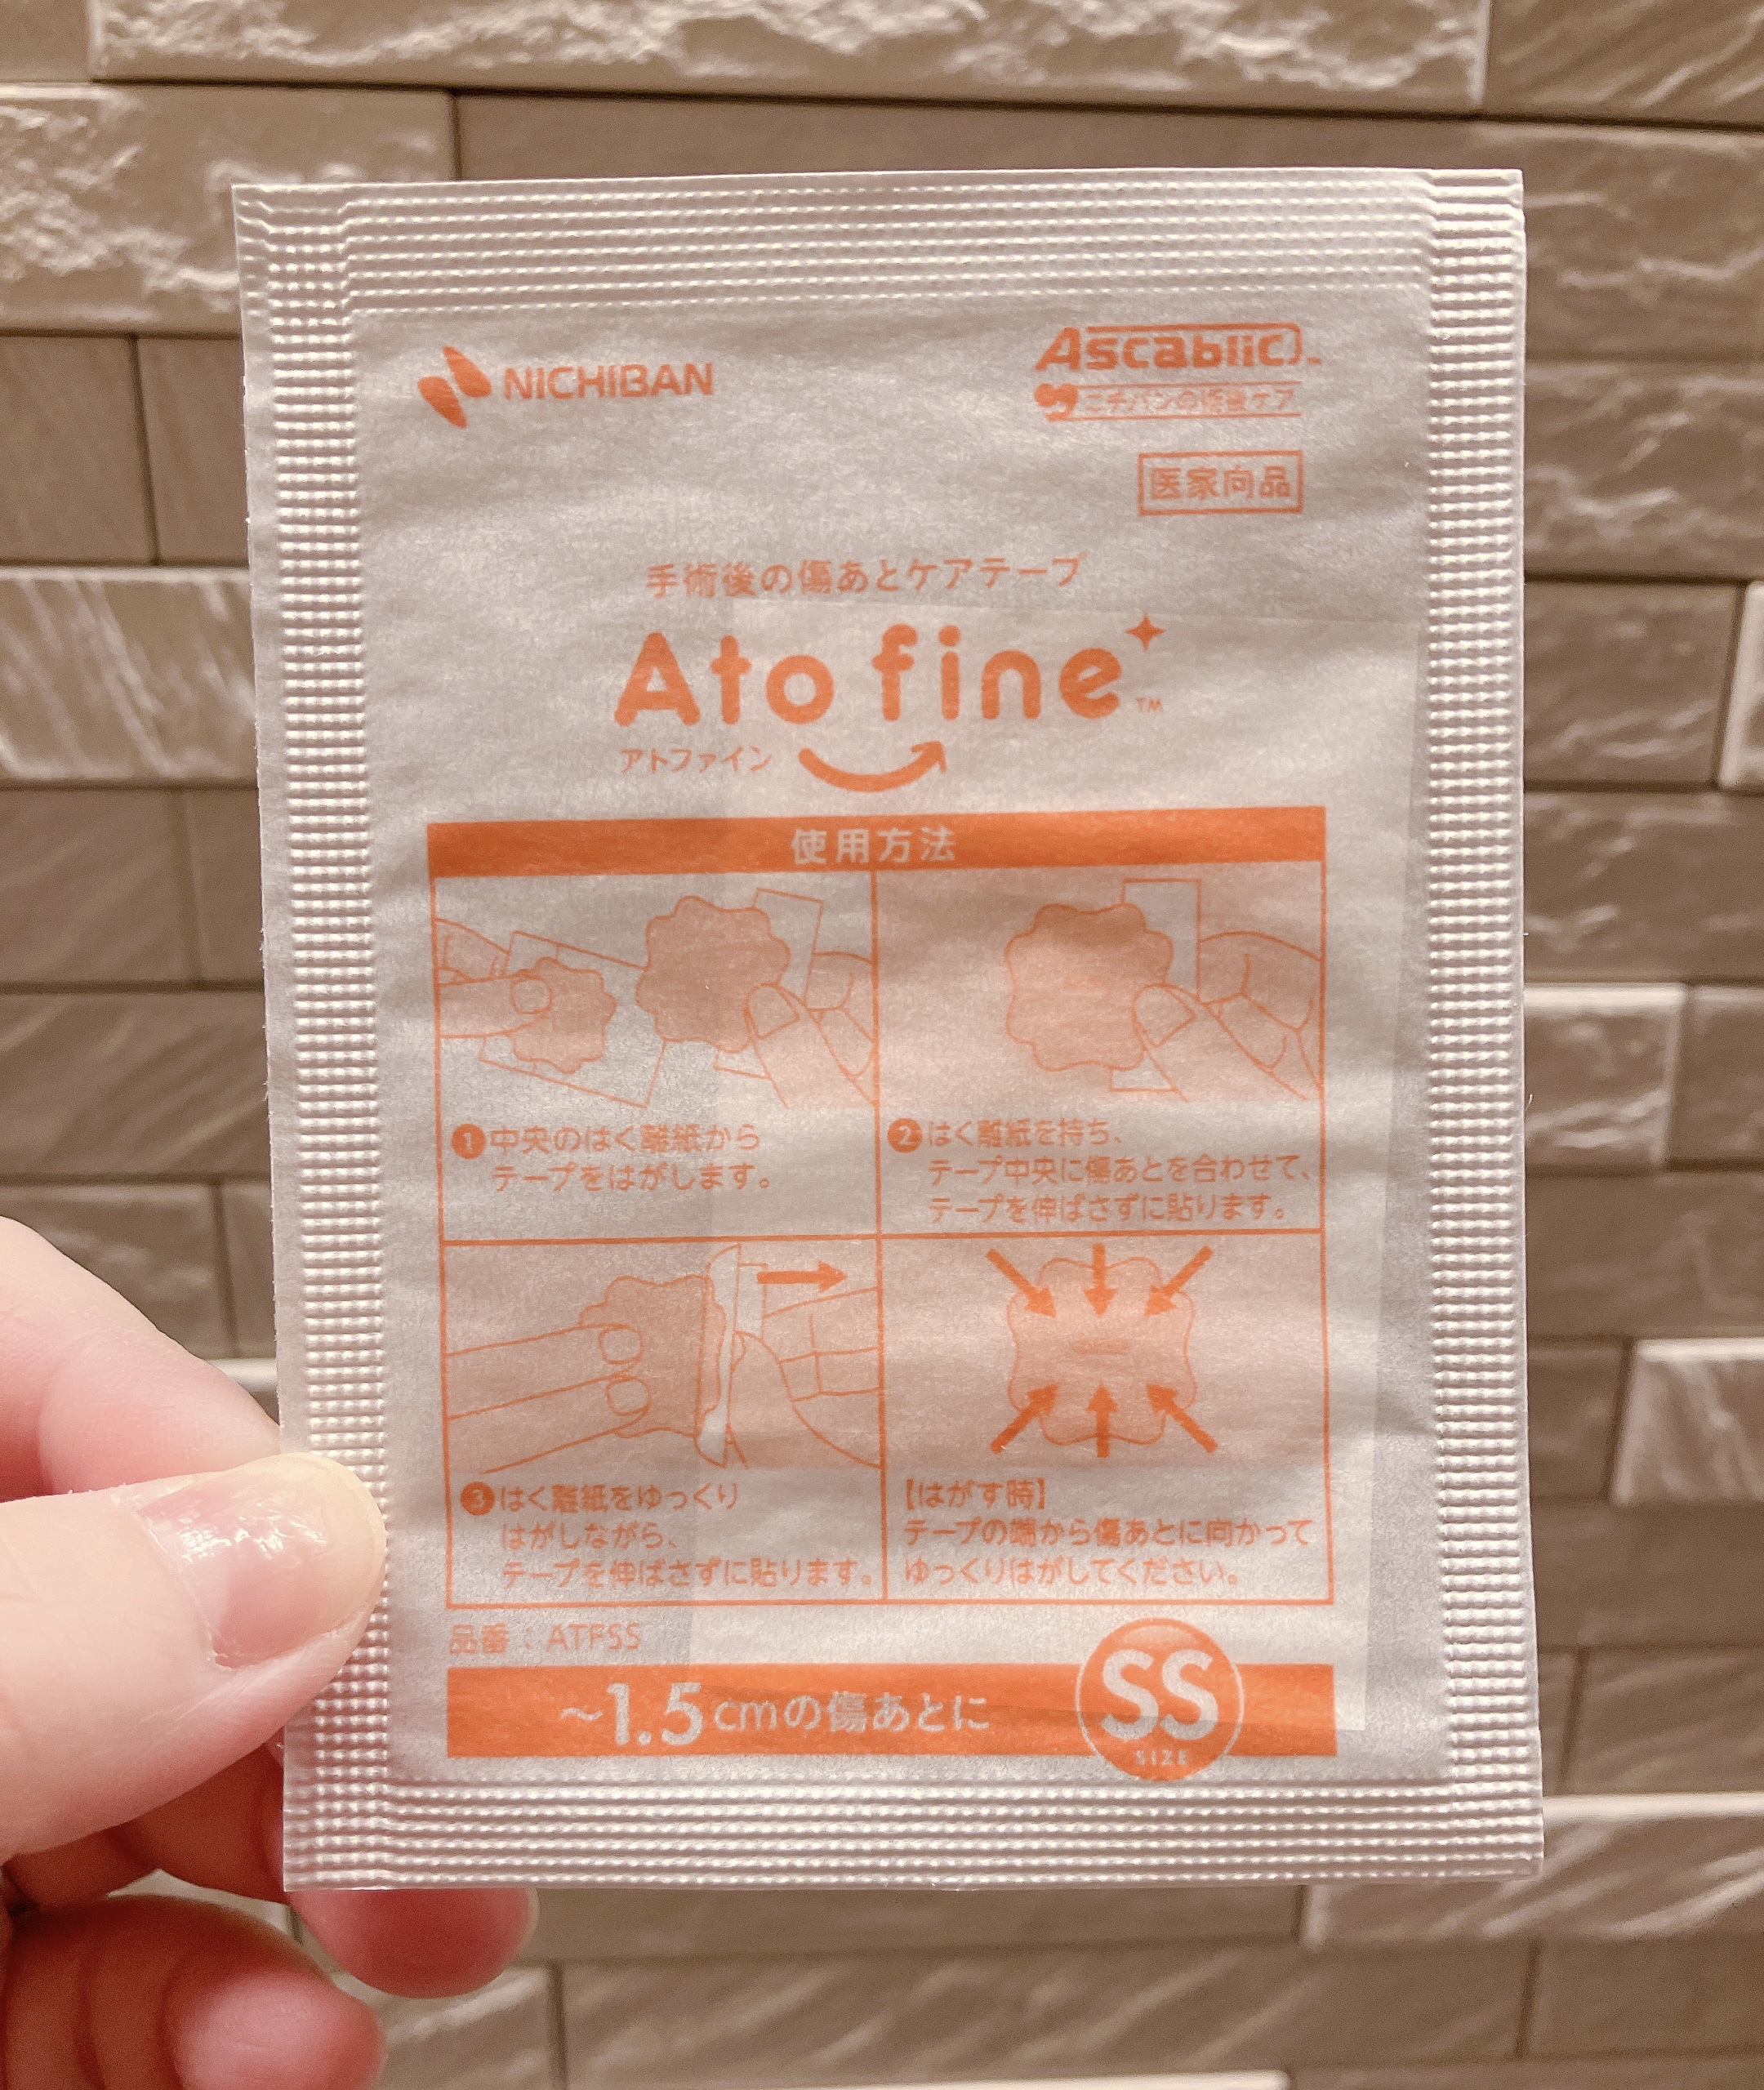 NICHIBAN
Ascablic™
ニチバンの術後ケア
医家向品
手術後の傷あとケアテープ
Ato fine™
アトファイン
使用方法
❶中央のはく離紙から
テープをはがします。
❷はく離紙を持ち、
テープ中央に傷あとを合わせて、
テープを伸ばさずに貼ります。
❸はく離紙をゆっくり
はがしながら、
テープを伸ばさずに貼ります。
【はがす時】
テープの端から傷あとに向かって
ゆっくりはがしてください。
品番：ATFSS
～1.5cmの傷あとに
SS
SIZE